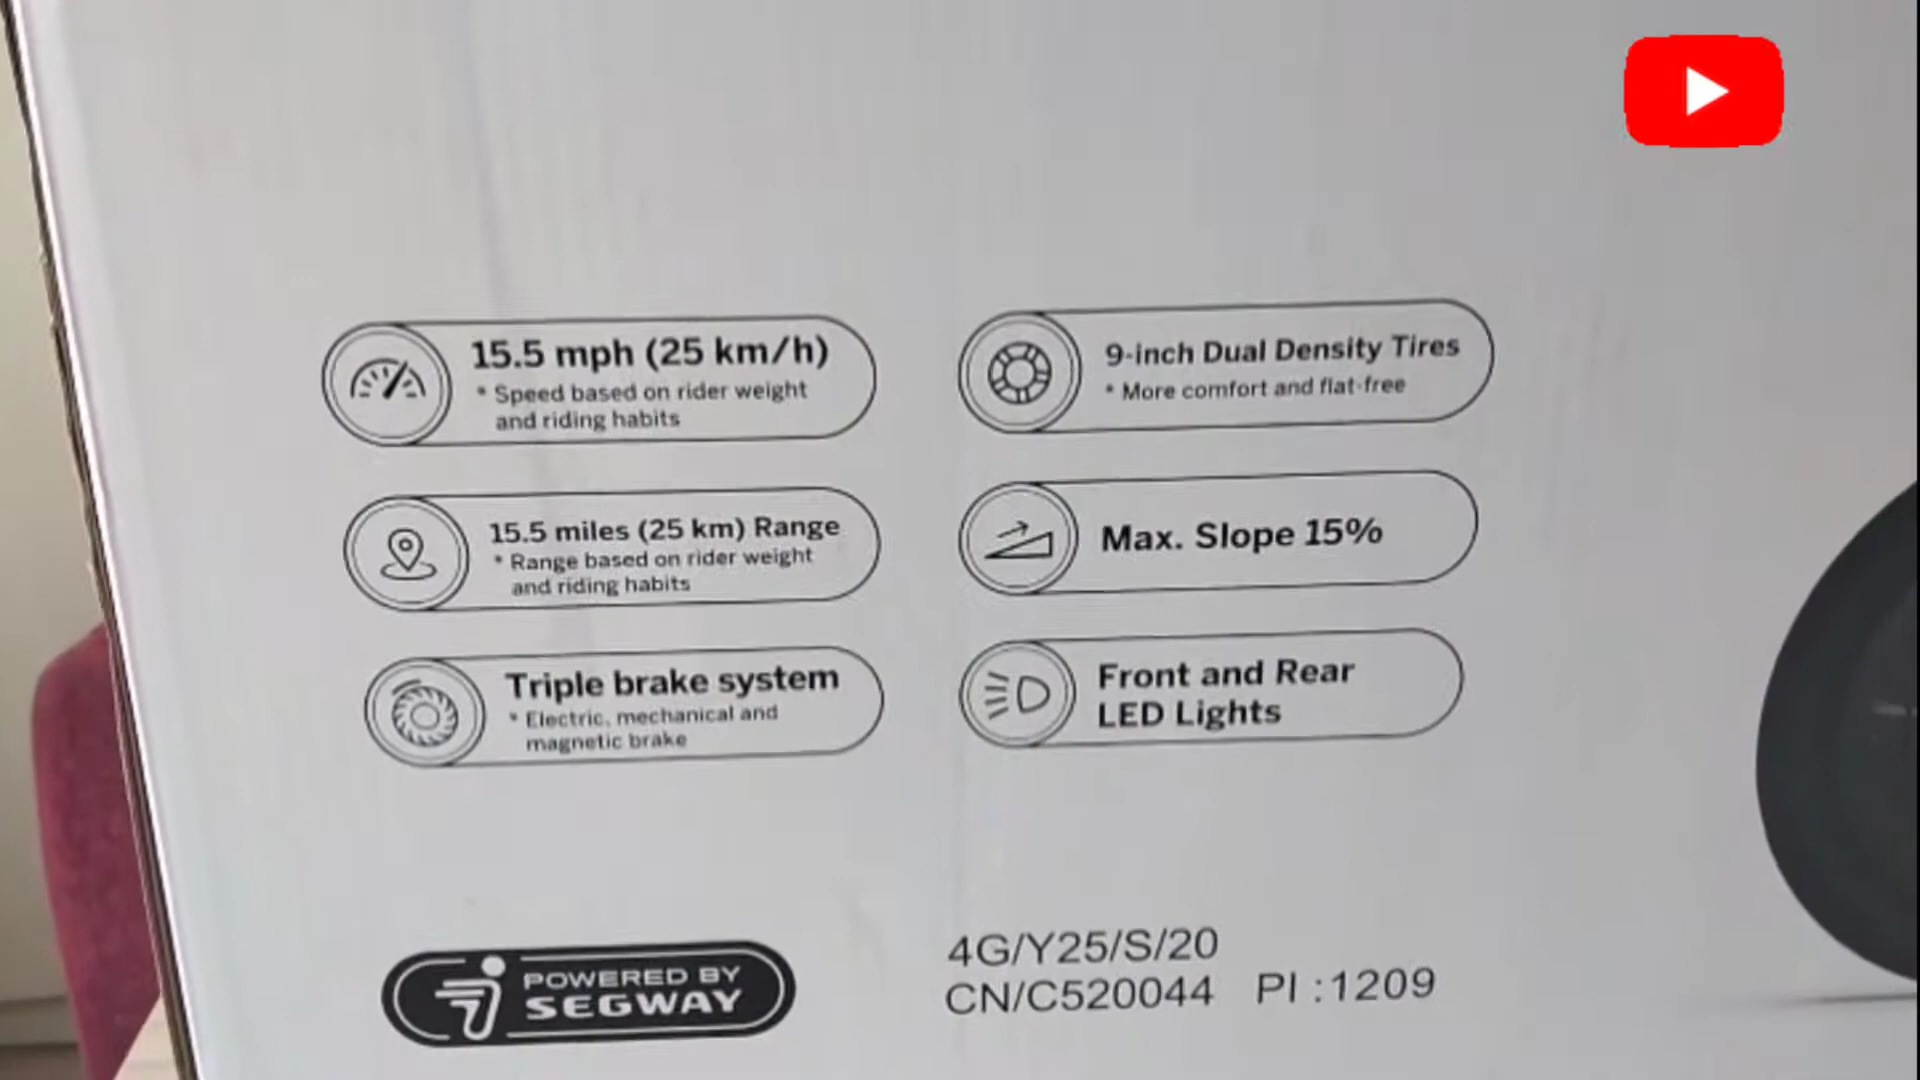 15.5 mph (25 km/h)
* Speed based on rider weight
and riding habits
9-inch Dual Density Tires
* More comfort and flat-free
15.5 miles (25 km) Range
* Range based on rider weight
and riding habits
Max. Slope 15%
Triple brake system
* Electric, mechanical and
magnetic brake
Front and Rear
LED Lights
POWERED BY
SEGWAY
4G/Y25/S/20
CN/C520044 PI :1209